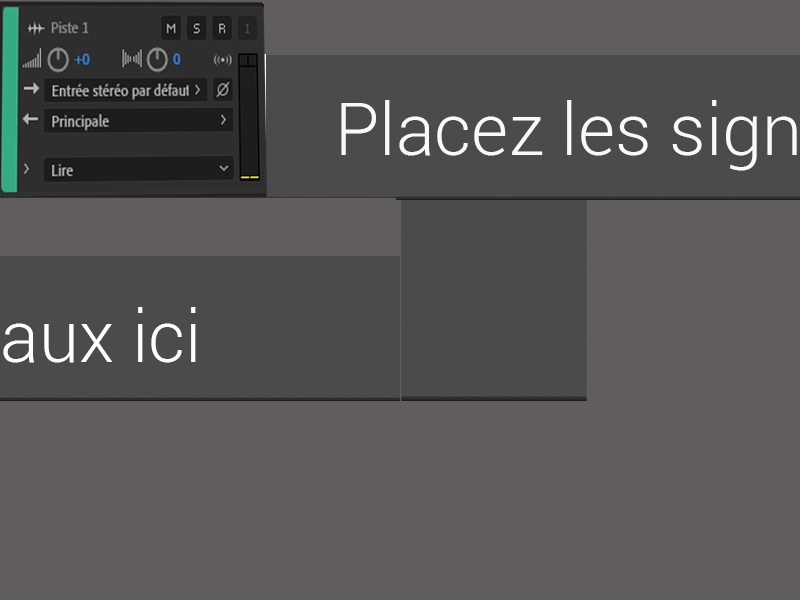 Piste 1 M S R I
+0 0
Entrée stéréo par défaut
Principale
Lire
Placez les sign
aux ici